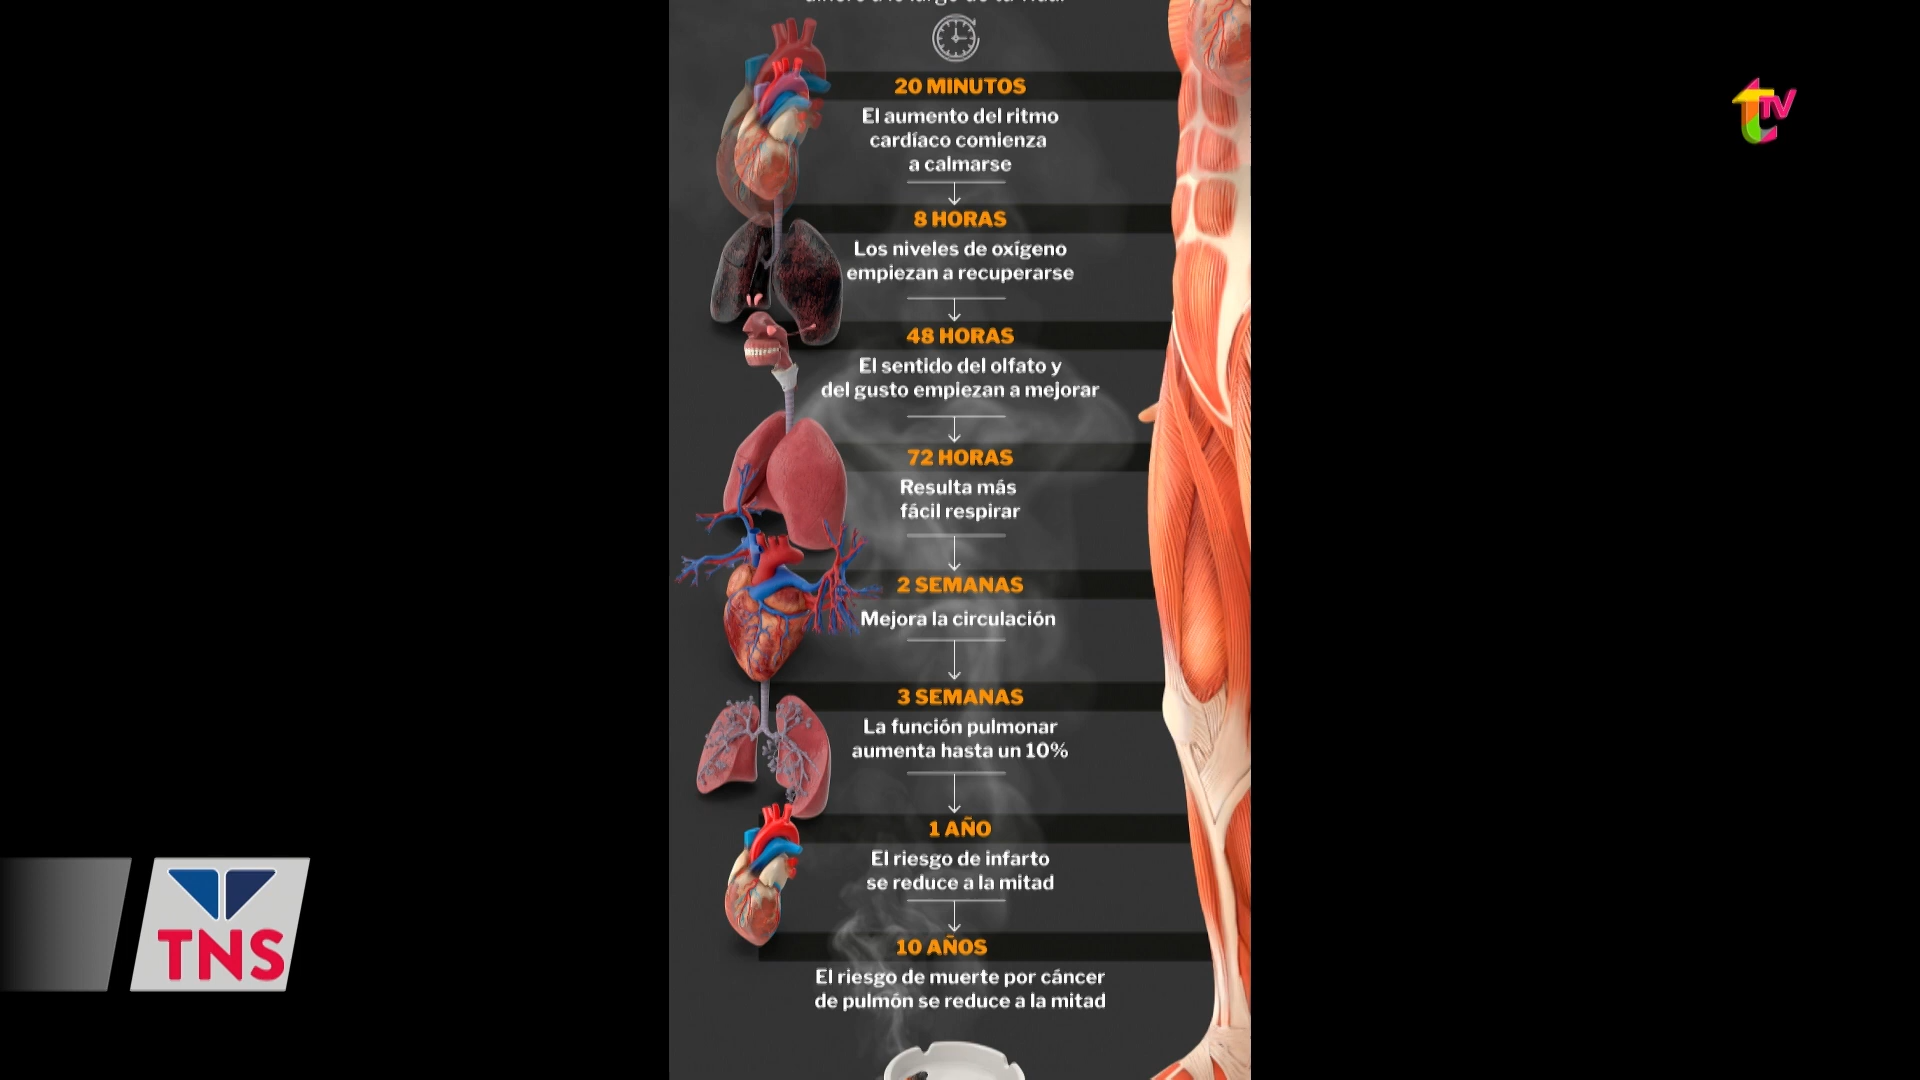 20 MINUTOS
El aumento del ritmo
cardíaco comienza
a calmarse
8 HORAS
Los niveles de oxígeno
empiezan a recuperarse
48 HORAS
El sentido del olfato y
del gusto empiezan a mejorar
72 HORAS
Resulta más
fácil respirar
2 SEMANAS
Mejora la circulación
3 SEMANAS
La función pulmonar
aumenta hasta un 10%
1 AÑO
El riesgo de infarto
se reduce a la mitad
10 AÑOS
El riesgo de muerte por cáncer
de pulmón se reduce a la mitad
TNS
tTV